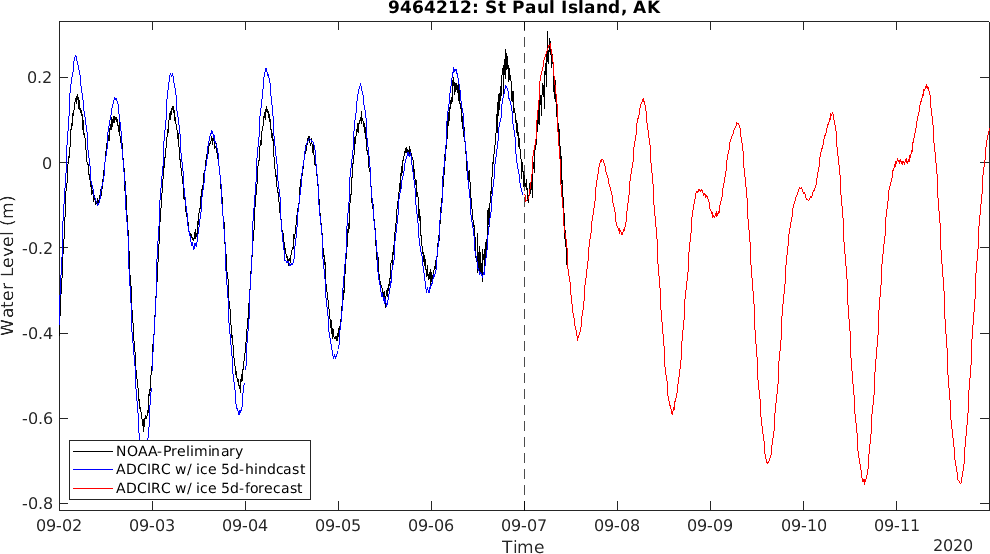 9464212: St Paul Island, AK
Water Level (m)
0.2
0
-0.2
-0.4
-0.6
-0.8
NOAA-Preliminary
ADCIRC w/ ice 5d-hindcast
ADCIRC w/ ice 5d-forecast
09-02 09-03 09-04 09-05 09-06 09-07 09-08 09-09 09-10 09-11
Time
2020